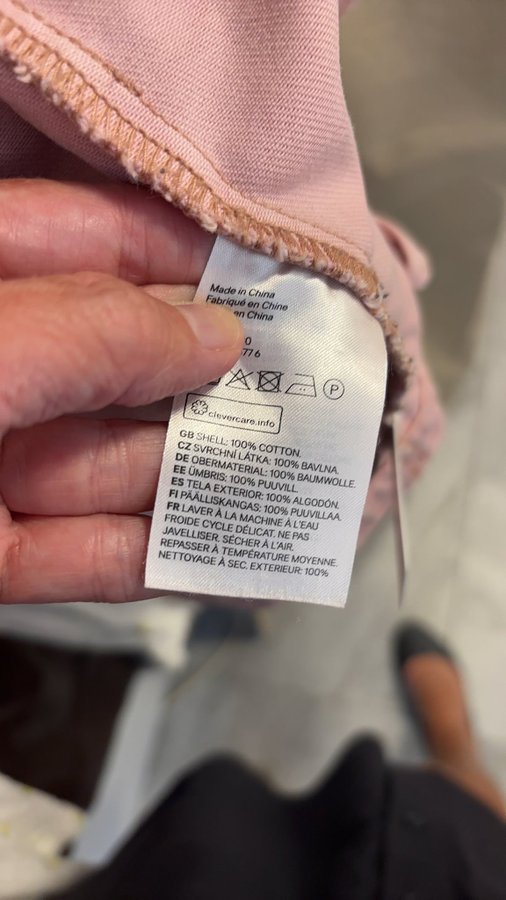 Made in China
Fabriqué en Chine
en China
0
776
P
clevercare.info
GB SHELL: 100% COTTON.
CZ SVRCHNÍ LÁTKA: 100% BAVLNA.
DE OBERMATERIAL: 100% BAUMWOLLE.
EE ÜMBRIS: 100% PUUVILL.
ES TELA EXTERIOR: 100% ALGODÓN.
FI PÄÄLLISKANGAS: 100% PUUVILLAA.
FR LAVER À LA MACHINE À L'EAU
FROIDE CYCLE DÉLICAT. NE PAS
JAVELLISER. SÉCHER À L'AIR.
REPASSER À TEMPÉRATURE MOYENNE.
NETTOYAGE À SEC. EXTERIEUR: 100%